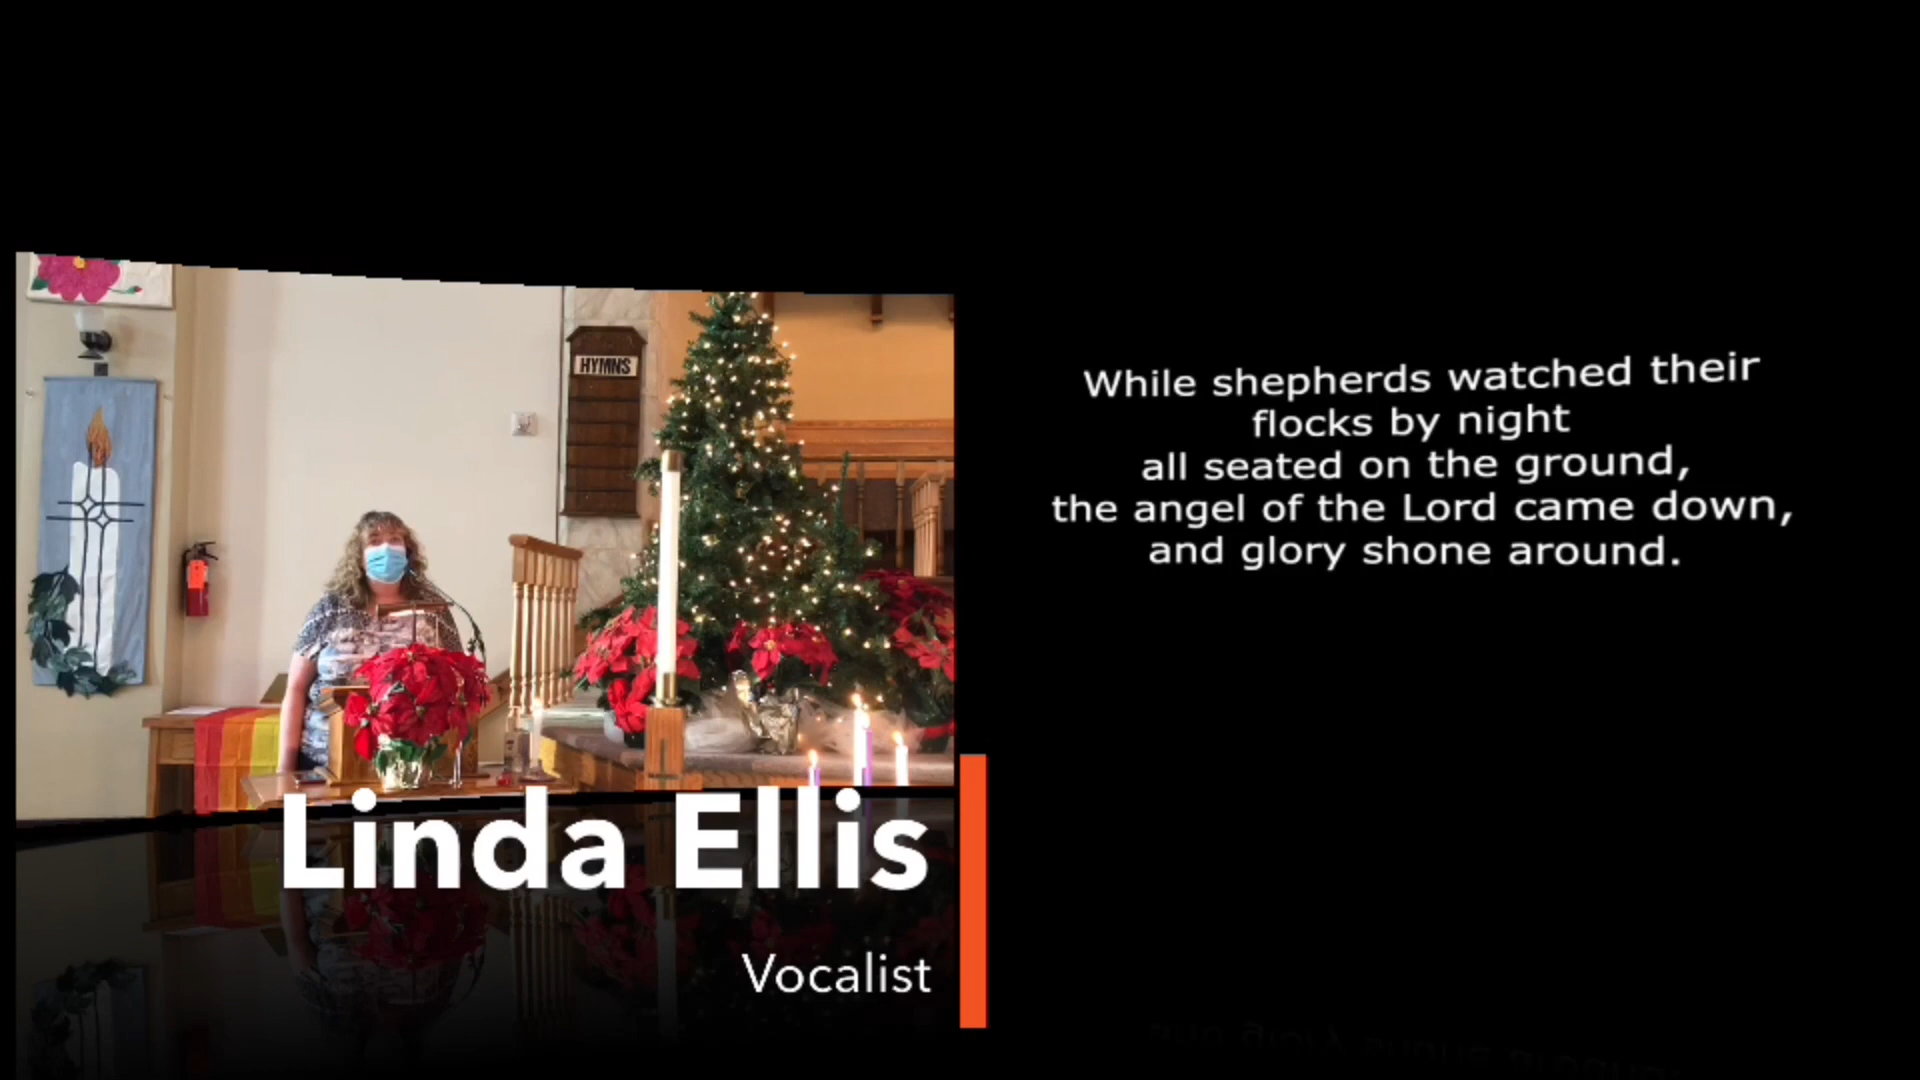 HYMNS
Linda Ellis
Vocalist
While shepherds watched their
flocks by night
all seated on the ground,
the angel of the Lord came down,
and glory shone around.